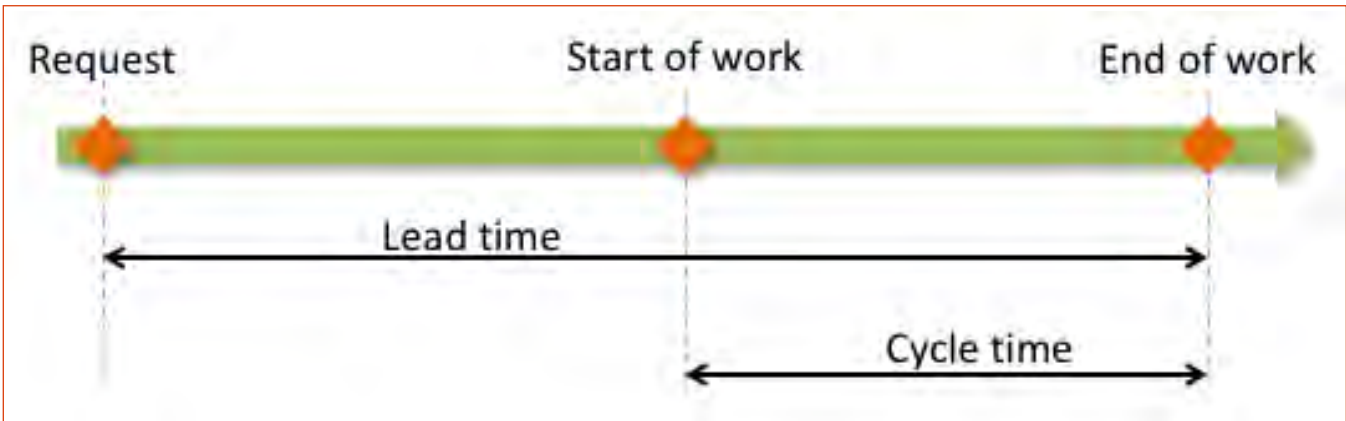 Request
Start of work
End of work
Lead time
Cycle time